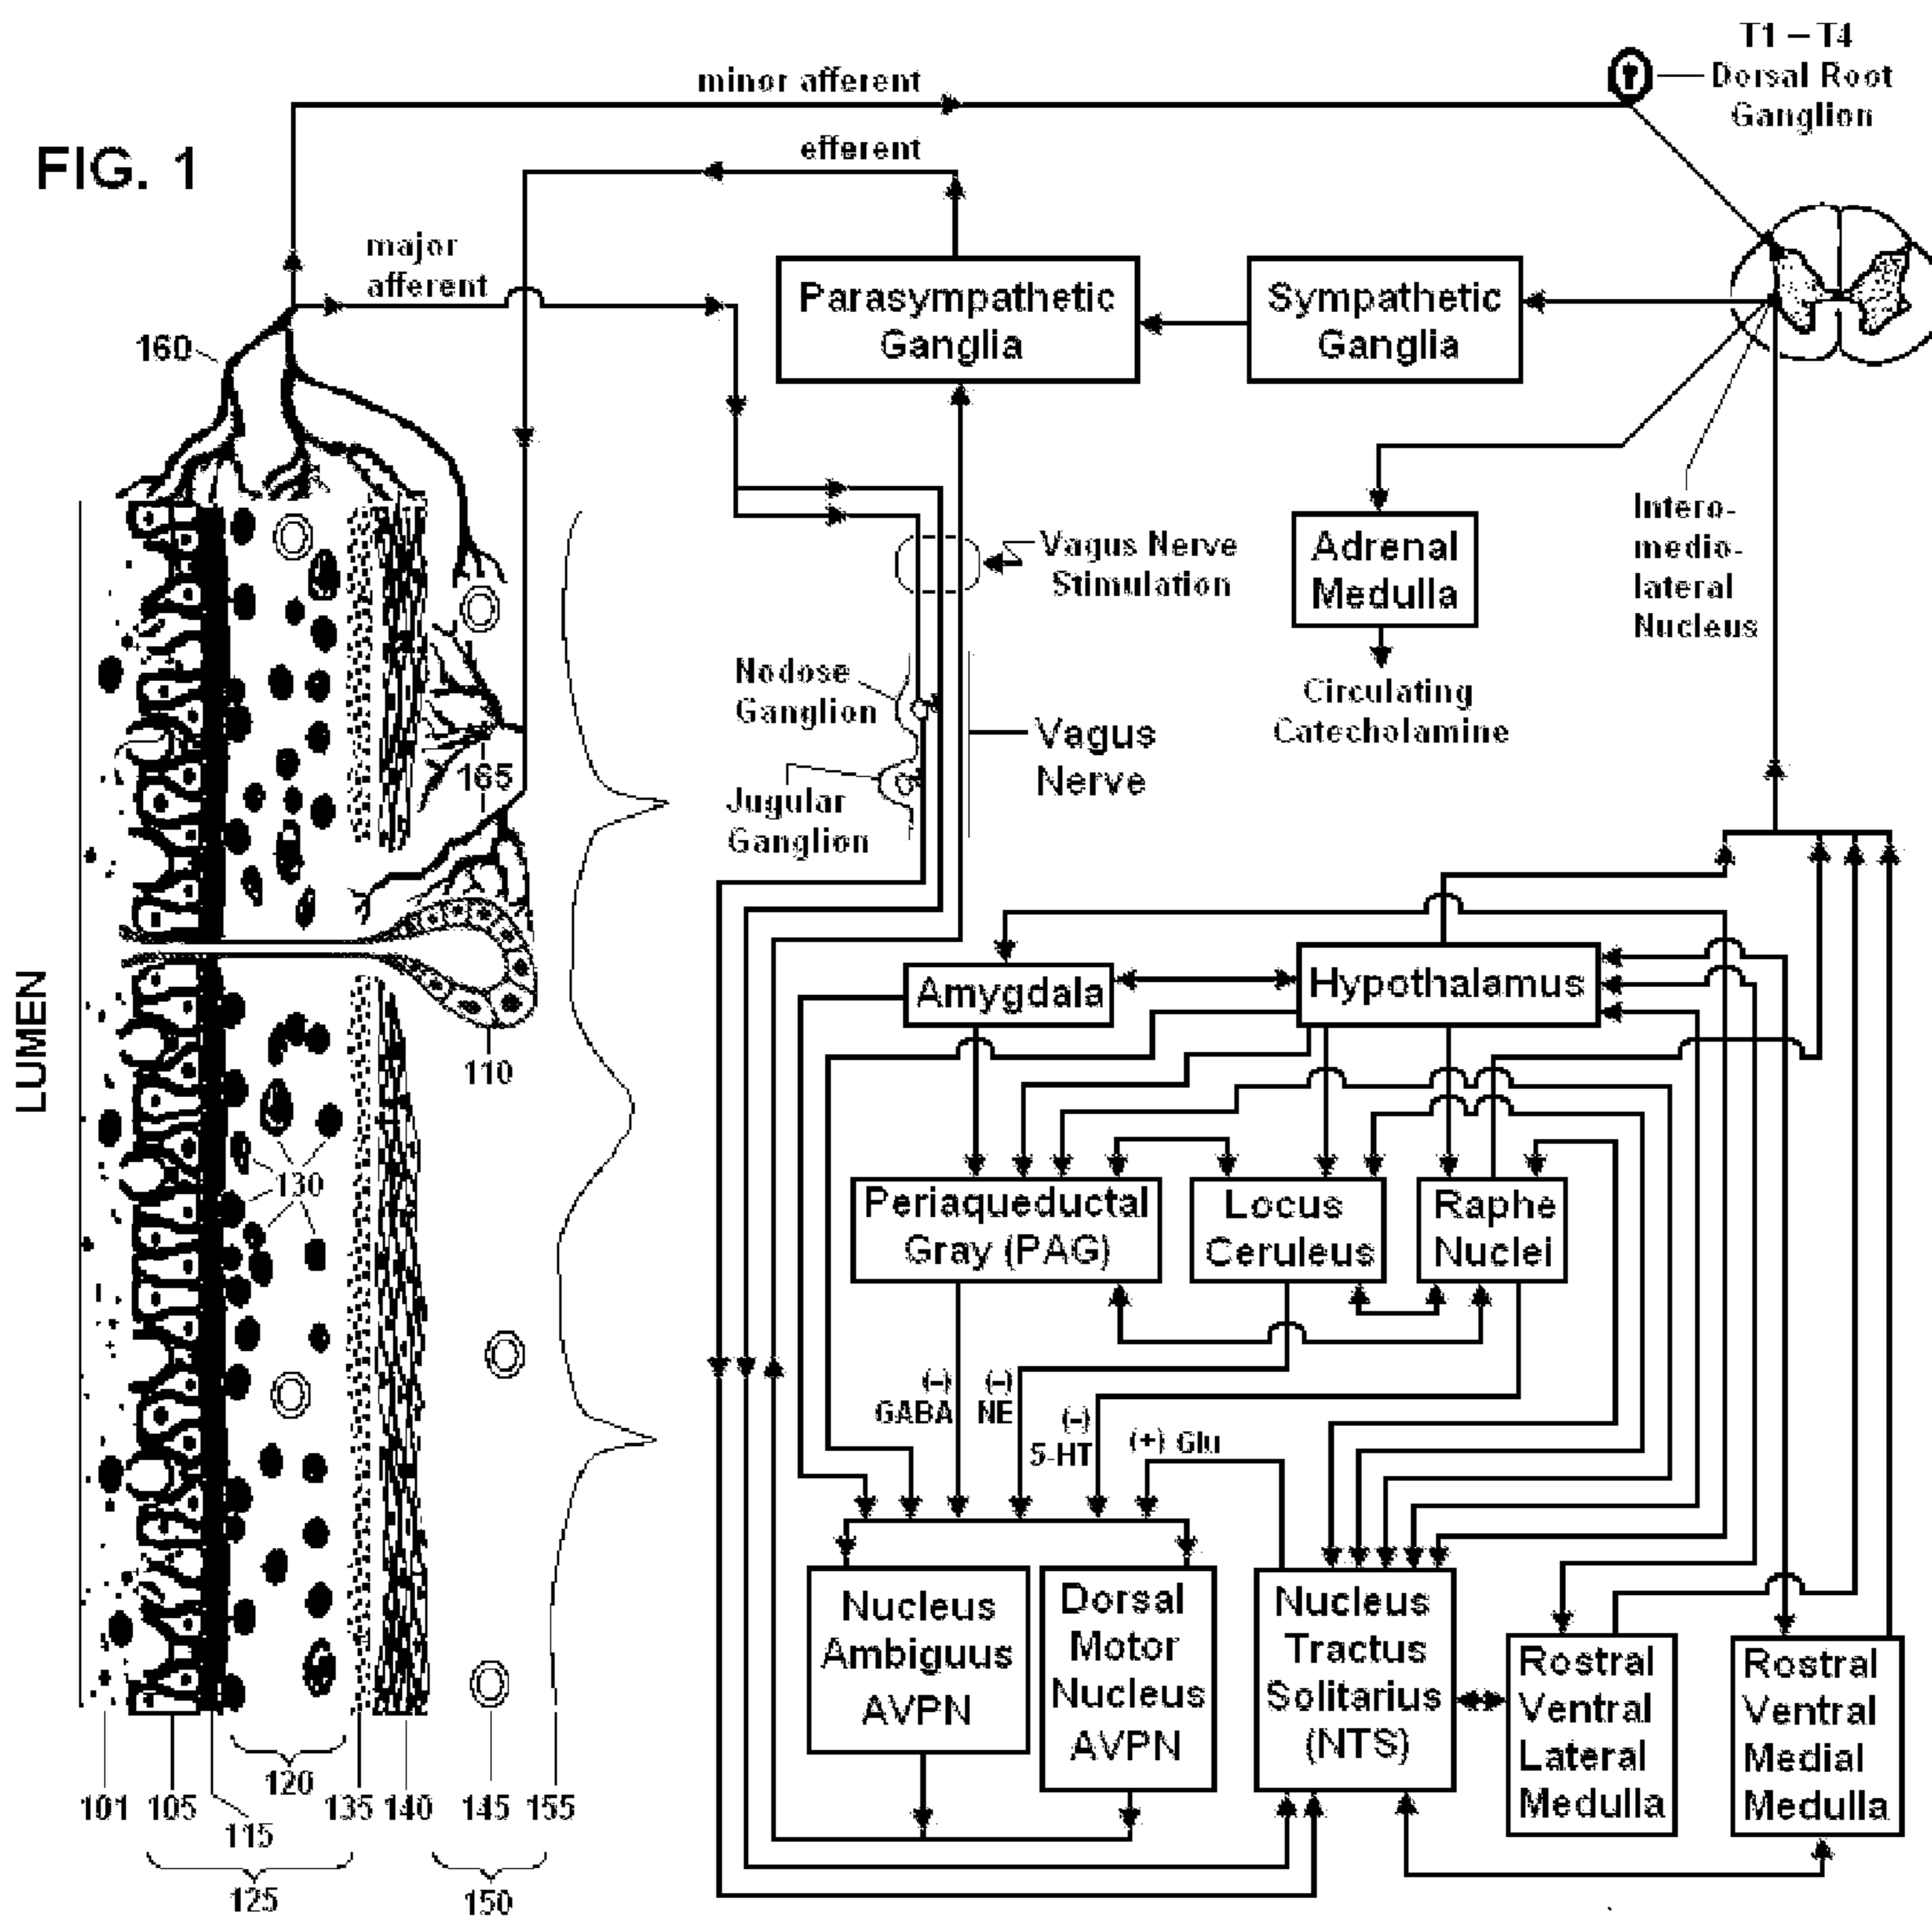 FIG. 1
minor afferent
T1 – T4
Dorsal Root
Ganglion
efferent
major
afferent
160
Parasympathetic
Ganglia
Sympathetic
Ganglia
Vagus Nerve
Stimulation
Adrenal
Medulla
Circulating
Catecholamine
Intero-
medio-
lateral
Nucleus
Nodose
Ganglion
Jugular
Ganglion
Vagus
Nerve
165
LUMEN
110
130
Amygdala
Hypothalamus
Periaqueductal
Gray (PAG)
Locus
Ceruleus
Raphe
Nuclei
(–)
GABA
(–)
NE
(–)
5-HT
(+) Glu
Nucleus
Ambiguus
AVPN
Dorsal
Motor
Nucleus
AVPN
Nucleus
Tractus
Solitarius
(NTS)
Rostral
Ventral
Lateral
Medulla
Rostral
Ventral
Medial
Medulla
120
101 105 135 140 145 155
115
125 150